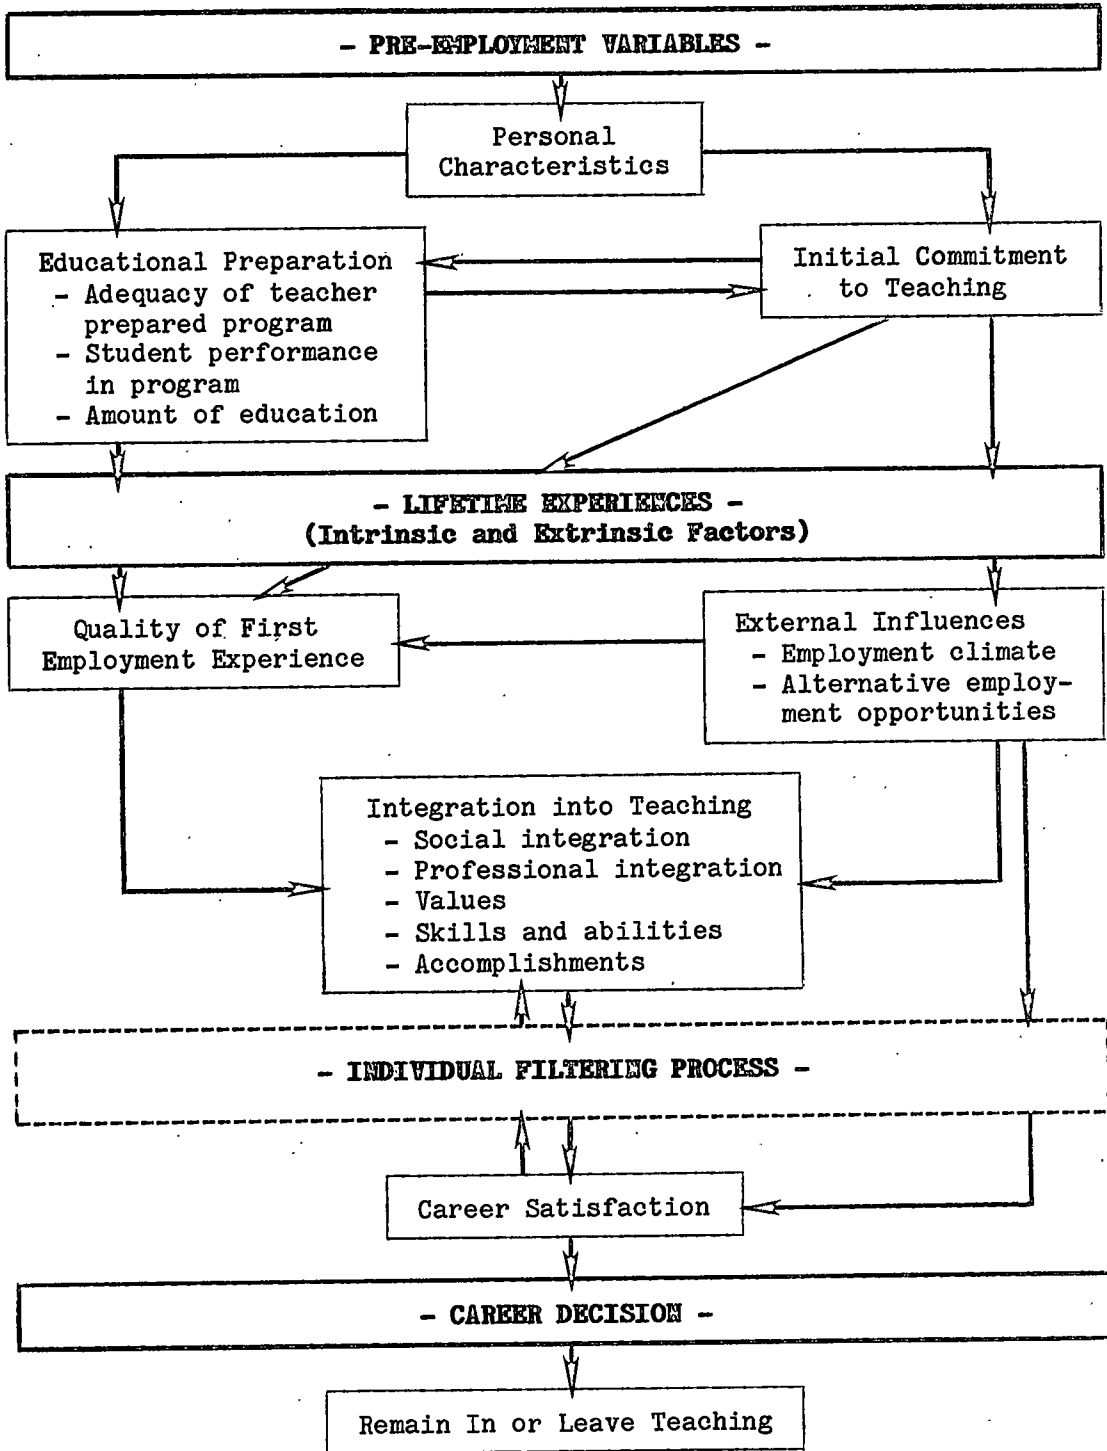 - PRE-EMPLOYMENT VARIABLES -
Personal
Characteristics
Educational Preparation
- Adequacy of teacher
prepared program
- Student performance
in program
- Amount of education
Initial Commitment
to Teaching
- LIFETIME EXPERIENCES -
(Intrinsic and Extrinsic Factors)
Quality of First
Employment Experience
External Influences
- Employment climate
- Alternative employ-
ment opportunities
Integration into Teaching
- Social integration
- Professional integration
- Values
- Skills and abilities
- Accomplishments
- INDIVIDUAL FILTERING PROCESS -
Career Satisfaction
- CAREER DECISION -
Remain In or Leave Teaching